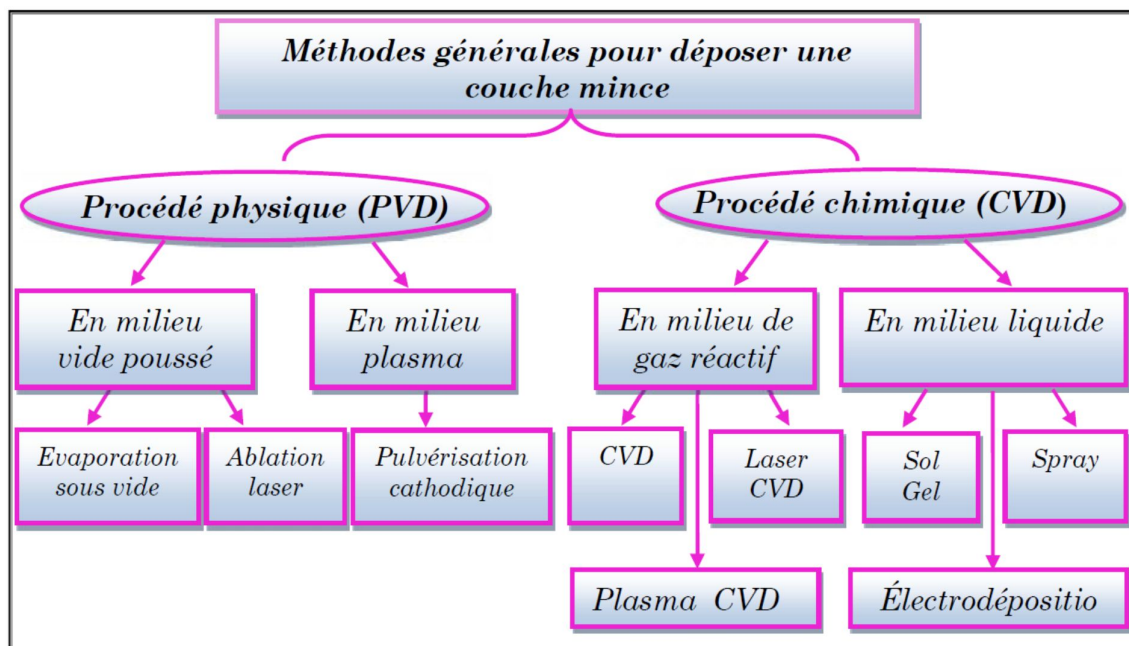 Méthodes générales pour déposer une
couche mince
Procédé physique (PVD)
Procédé chimique (CVD)
En milieu
vide poussé
En milieu
plasma
En milieu de
gaz réactif
En milieu liquide
Evaporation
sous vide
Ablation
laser
Pulvérisation
cathodique
CVD
Laser
CVD
Sol
Gel
Spray
Plasma CVD
Électrodépositio